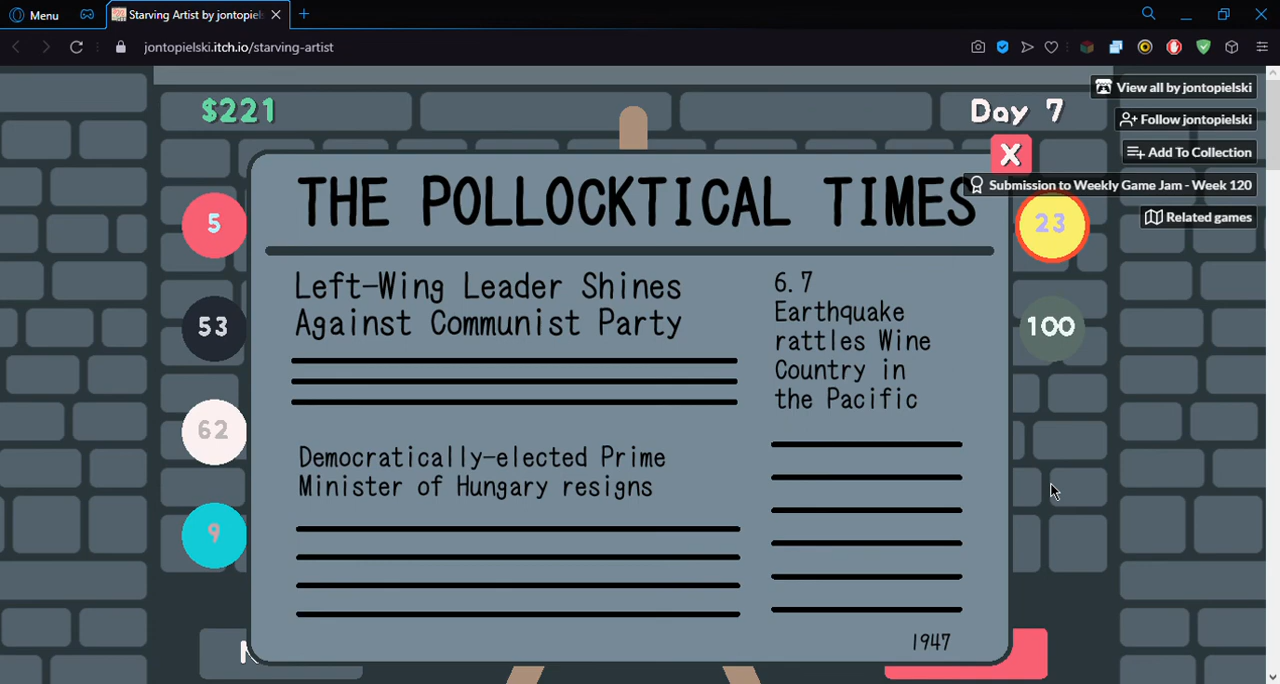 Menu
Starving Artist by jontopielsl
jontopielski.itch.io/starving-artist
View all by jontopielski
$221
Day 7
Follow jontopielski
X
Add To Collection
THE POLLOCKTICAL TIMES
Submission to Weekly Game Jam - Week 120
Related games
5
23
Left-Wing Leader Shines
Against Communist Party
6.7
Earthquake
rattles Wine
Country in
the Pacific
53
100
62
Democratically-elected Prime
Minister of Hungary resigns
9
1947